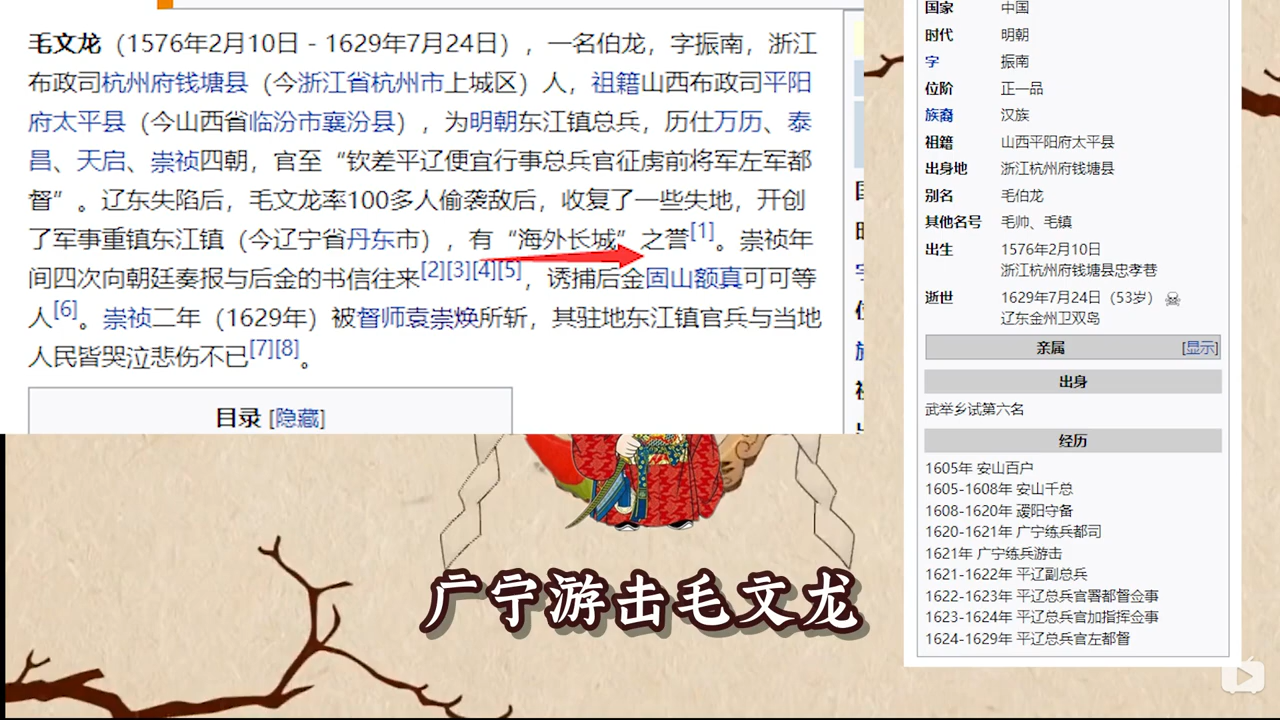 毛文龙（1576年2月10日 - 1629年7月24日），一名伯龙，字振南，浙江
布政司杭州府钱塘县（今浙江省杭州市上城区）人，祖籍山西布政司平阳
府太平县（今山西省临汾市襄汾县），为明朝东江镇总兵，历仕万历、泰
昌、天启、崇祯四朝，官至“钦差平辽便宜行事总兵官征虏前将军左军都
督”。辽东失陷后，毛文龙率100多人偷袭敌后，收复了一些失地，开创
了军事重镇东江镇（今辽宁省丹东市），有“海外长城”之誉[1]。崇祯年
间四次向朝廷奏报与后金的书信往来[2][3][4][5]，诱捕后金固山额真可可等
人[6]。崇祯二年（1629年）被督师袁崇焕所斩，其驻地东江镇官兵与当地
人民皆哭泣悲伤不已[7][8]。
目录 [隐藏]
国家 中国
时代 明朝
字 振南
位阶 正一品
族裔 汉族
祖籍 山西平阳府太平县
出身地 浙江杭州府钱塘县
别名 毛伯龙
其他名号 毛帅、毛镇
出生 1576年2月10日
浙江杭州府钱塘县忠孝巷
逝世 1629年7月24日（53岁）
辽东金州卫双岛
亲属 [显示]
出身
武举乡试第六名
经历
1605年 安山百户
1605-1608年 安山千总
1608-1620年 叆阳守备
1620-1621年 广宁练兵都司
1621年 广宁练兵游击
1621-1622年 平辽副总兵
1622-1623年 平辽总兵官署都督佥事
1623-1624年 平辽总兵官加指挥佥事
1624-1629年 平辽总兵官左都督
广宁游击毛文龙